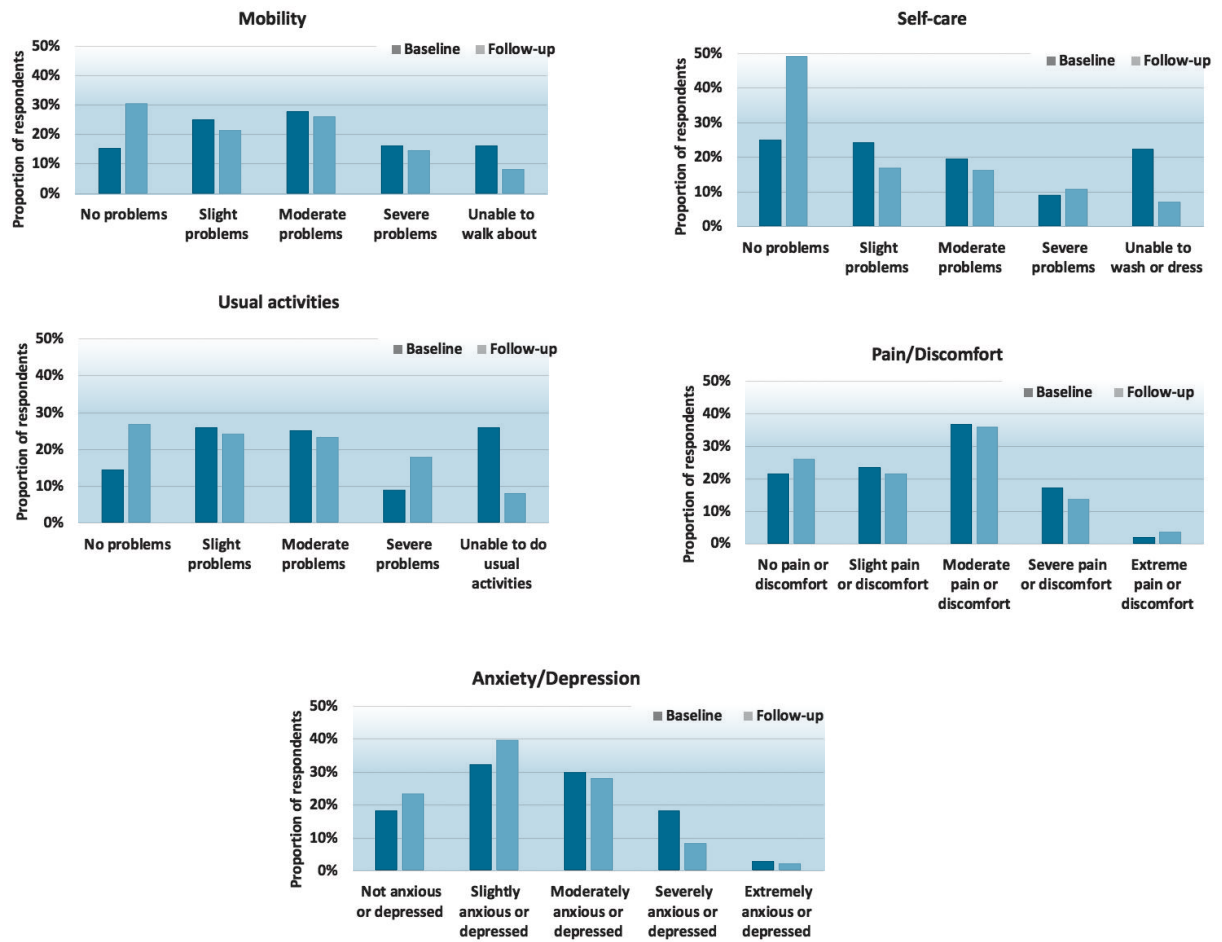 Mobility
Proportion of respondents
50%
40%
30%
20%
10%
0%
Baseline Follow-up
No problems Slight Moderate Severe Unable to
problems problems problems walk about
Self-care
Proportion of respondents
50%
40%
30%
20%
10%
0%
Baseline Follow-up
No problems Slight Moderate Severe Unable to
problems problems problems wash or dress
Usual activities
Proportion of respondents
50%
40%
30%
20%
10%
0%
Baseline Follow-up
No problems Slight Moderate Severe Unable to do
problems problems problems usual
activities
Pain/Discomfort
Proportion of respondents
50%
40%
30%
20%
10%
0%
Baseline Follow-up
No pain or Slight pain Moderate Severe pain Extreme
discomfort or discomfort pain or or discomfort pain or
discomfort discomfort
Anxiety/Depression
Proportion of respondents
50%
40%
30%
20%
10%
0%
Baseline Follow-up
Not anxious Slightly Moderately Severely Extremely
or depressed anxious or anxious or anxious or anxious or
depressed depressed depressed depressed